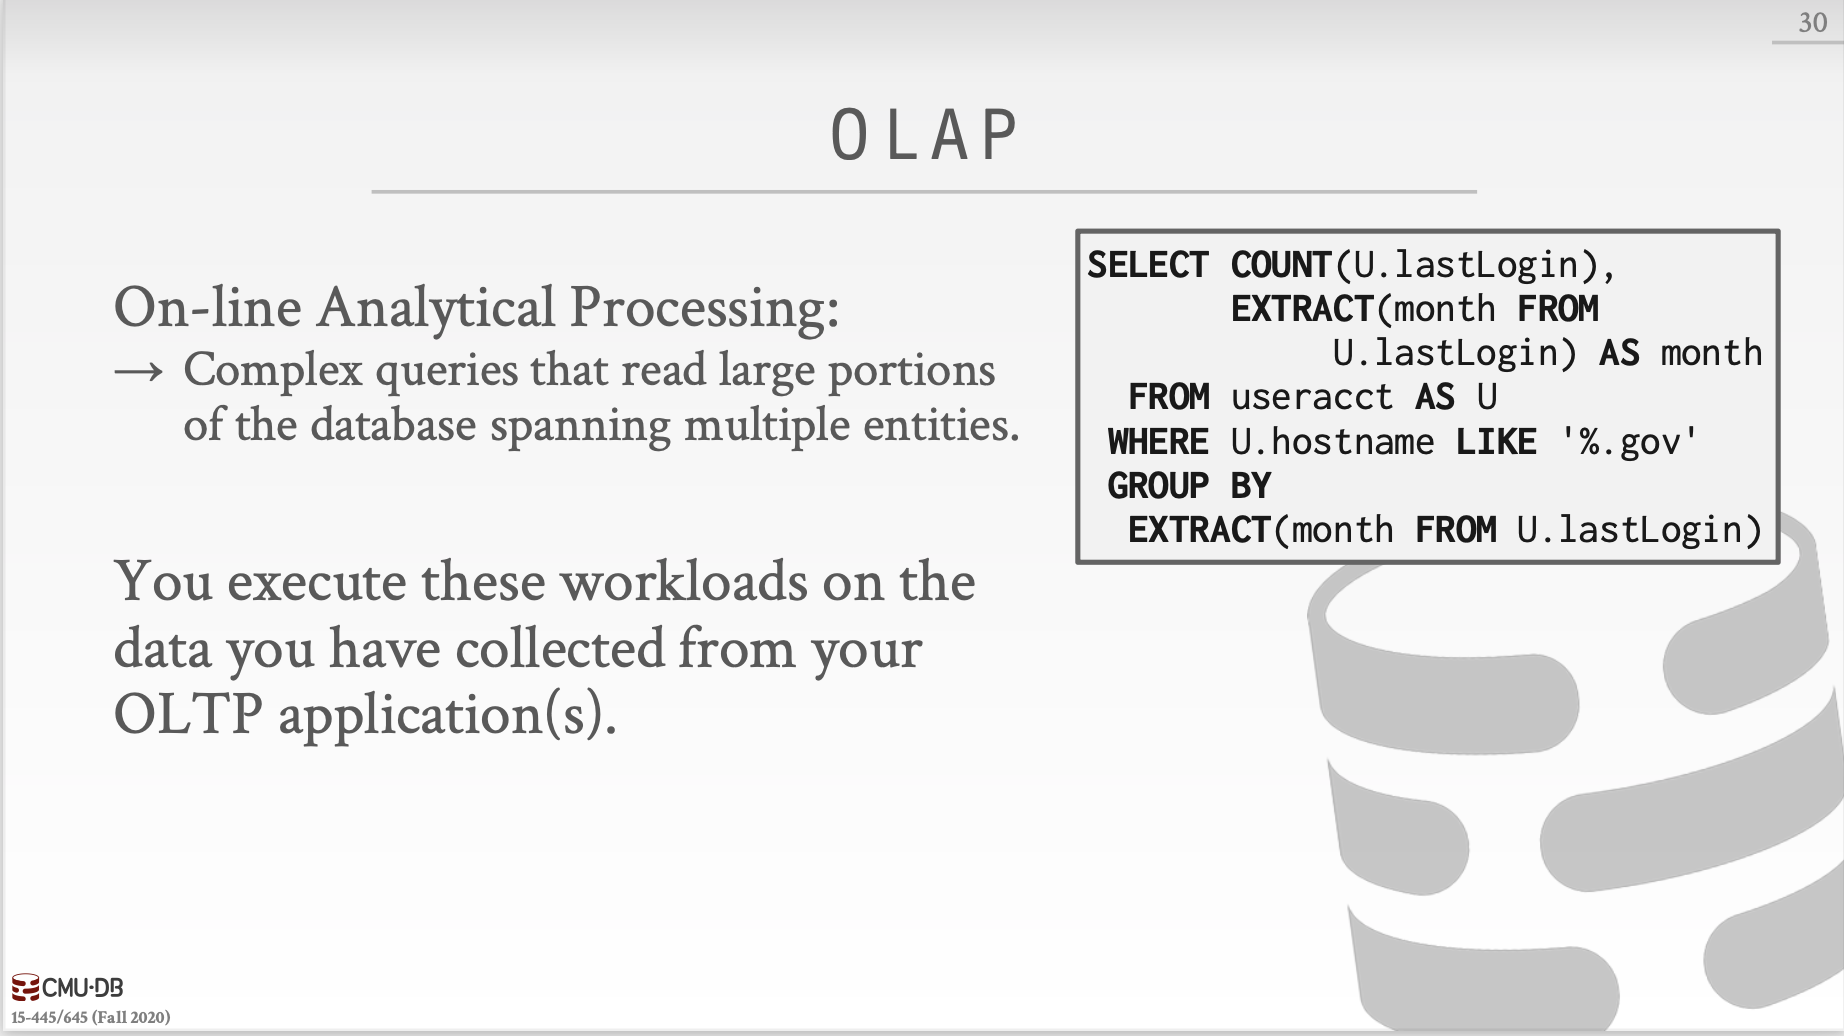 30
OLAP
On-line Analytical Processing:
→ Complex queries that read large portions
of the database spanning multiple entities.
You execute these workloads on the
data you have collected from your
OLTP application(s).
SELECT COUNT(U.lastLogin),
EXTRACT(month FROM
U.lastLogin) AS month
FROM useracct AS U
WHERE U.hostname LIKE '%.gov'
GROUP BY
EXTRACT(month FROM U.lastLogin)
CMU·DB
15-445/645 (Fall 2020)